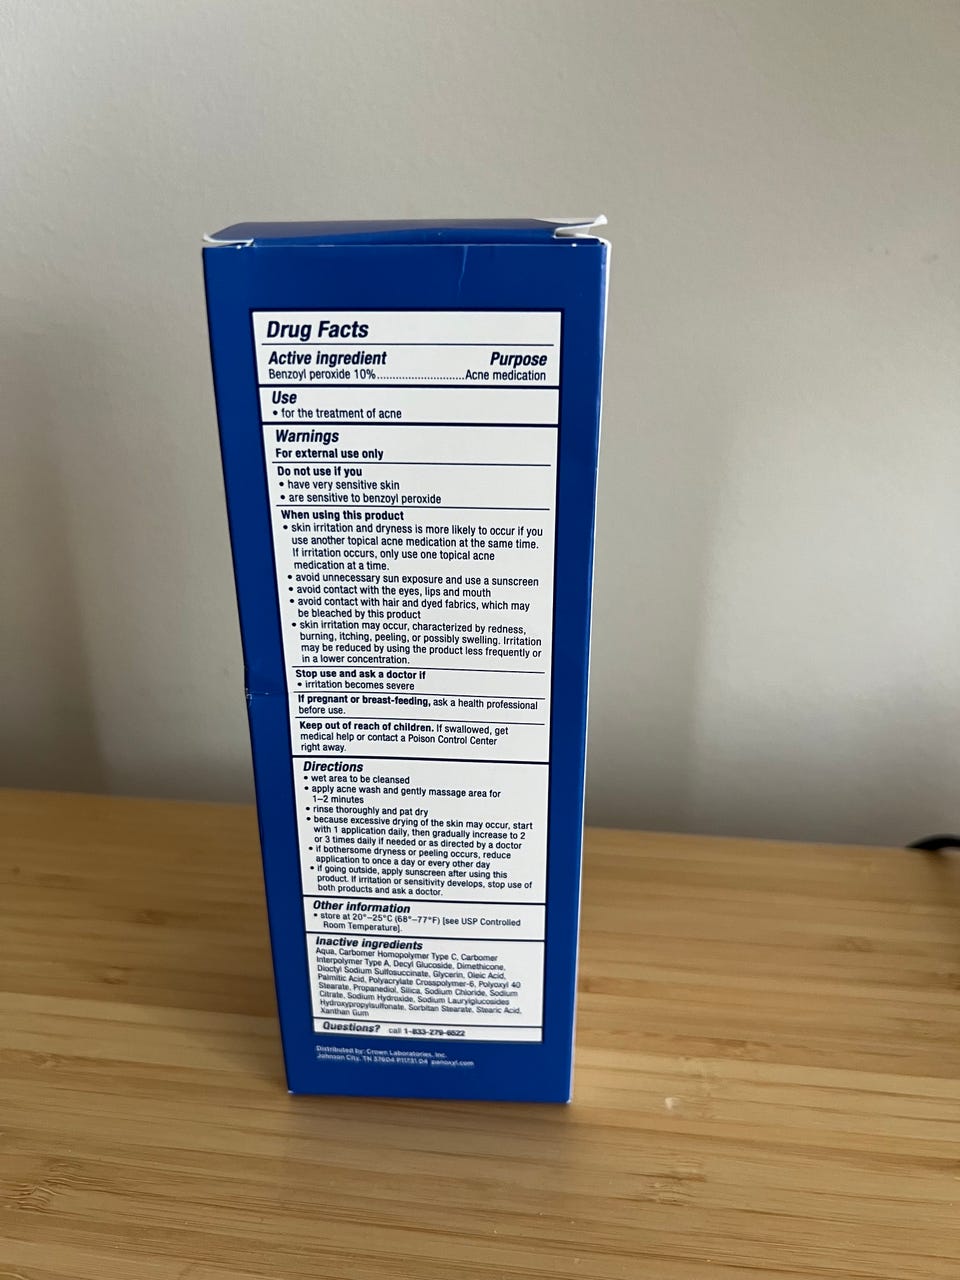 Drug Facts
Active ingredient Purpose
Benzoyl peroxide 10%............................Acne medication
Use
• for the treatment of acne
Warnings
For external use only
Do not use if you
• have very sensitive skin
• are sensitive to benzoyl peroxide
When using this product
• skin irritation and dryness is more likely to occur if you
use another topical acne medication at the same time.
If irritation occurs, only use one topical acne
medication at a time.
• avoid unnecessary sun exposure and use a sunscreen
• avoid contact with the eyes, lips and mouth
• avoid contact with hair and dyed fabrics, which may
be bleached by this product
• skin irritation may occur, characterized by redness,
burning, itching, peeling, or possibly swelling. Irritation
may be reduced by using the product less frequently or
in a lower concentration.
Stop use and ask a doctor if
• irritation becomes severe
If pregnant or breast-feeding, ask a health professional
before use.
Keep out of reach of children. If swallowed, get
medical help or contact a Poison Control Center
right away.
Directions
• wet area to be cleansed
• apply acne wash and gently massage area for
1–2 minutes
• rinse thoroughly and pat dry
• because excessive drying of the skin may occur, start
with 1 application daily, then gradually increase to 2
or 3 times daily if needed or as directed by a doctor
• if bothersome dryness or peeling occurs, reduce
application to once a day or every other day
• if going outside, apply sunscreen after using this
product. If irritation or sensitivity develops, stop use of
both products and ask a doctor.
Other information
• store at 20°–25°C (68°–77°F) [see USP Controlled
Room Temperature].
Inactive ingredients
Aqua, Carbomer Homopolymer Type C, Carbomer
Interpolymer Type A, Decyl Glucoside, Dimethicone,
Dioctyl Sodium Sulfosuccinate, Glycerin, Oleic Acid,
Palmitic Acid, Polyacrylate Crosspolymer-6, Polyoxyl 40
Stearate, Propanediol, Silica, Sodium Chloride, Sodium
Citrate, Sodium Hydroxide, Sodium Laurylglucosides
Hydroxypropylsulfonate, Sorbitan Stearate, Stearic Acid,
Xanthan Gum
Questions? call 1-833-279-6522
Distributed by: Crown Laboratories, Inc.
Johnson City, TN 37604 P11731.04 panoxyl.com